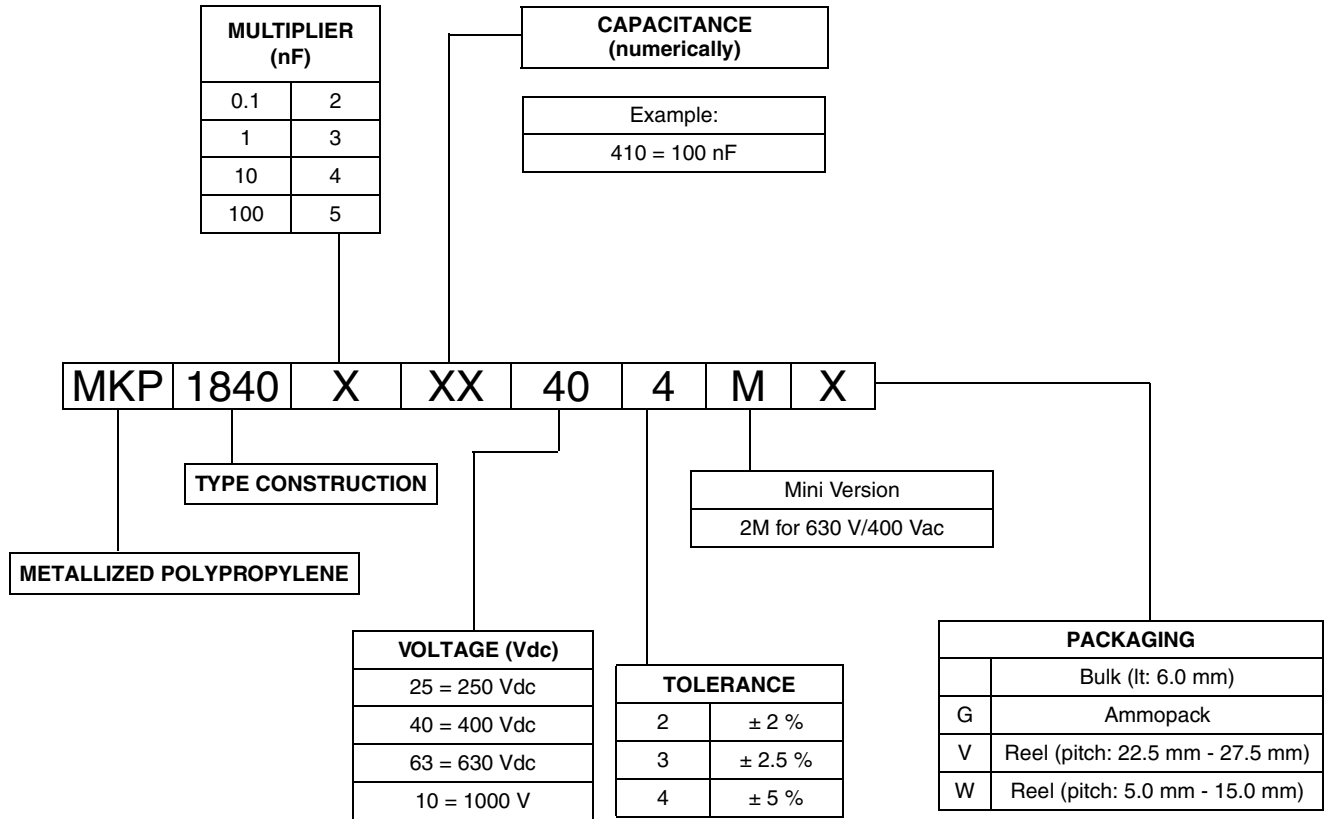 MULTIPLIER
(nF)
0.1 2
1 3
10 4
100 5
CAPACITANCE
(numerically)
Example:
410 = 100 nF
MKP 1840 X XX 40 4 M X
TYPE CONSTRUCTION
METALLIZED POLYPROPYLENE
Mini Version
2M for 630 V/400 Vac
VOLTAGE (Vdc)
25 = 250 Vdc
40 = 400 Vdc
63 = 630 Vdc
10 = 1000 V
TOLERANCE
2 ± 2 %
3 ± 2.5 %
4 ± 5 %
PACKAGING
Bulk (lt: 6.0 mm)
G Ammopack
V Reel (pitch: 22.5 mm - 27.5 mm)
W Reel (pitch: 5.0 mm - 15.0 mm)